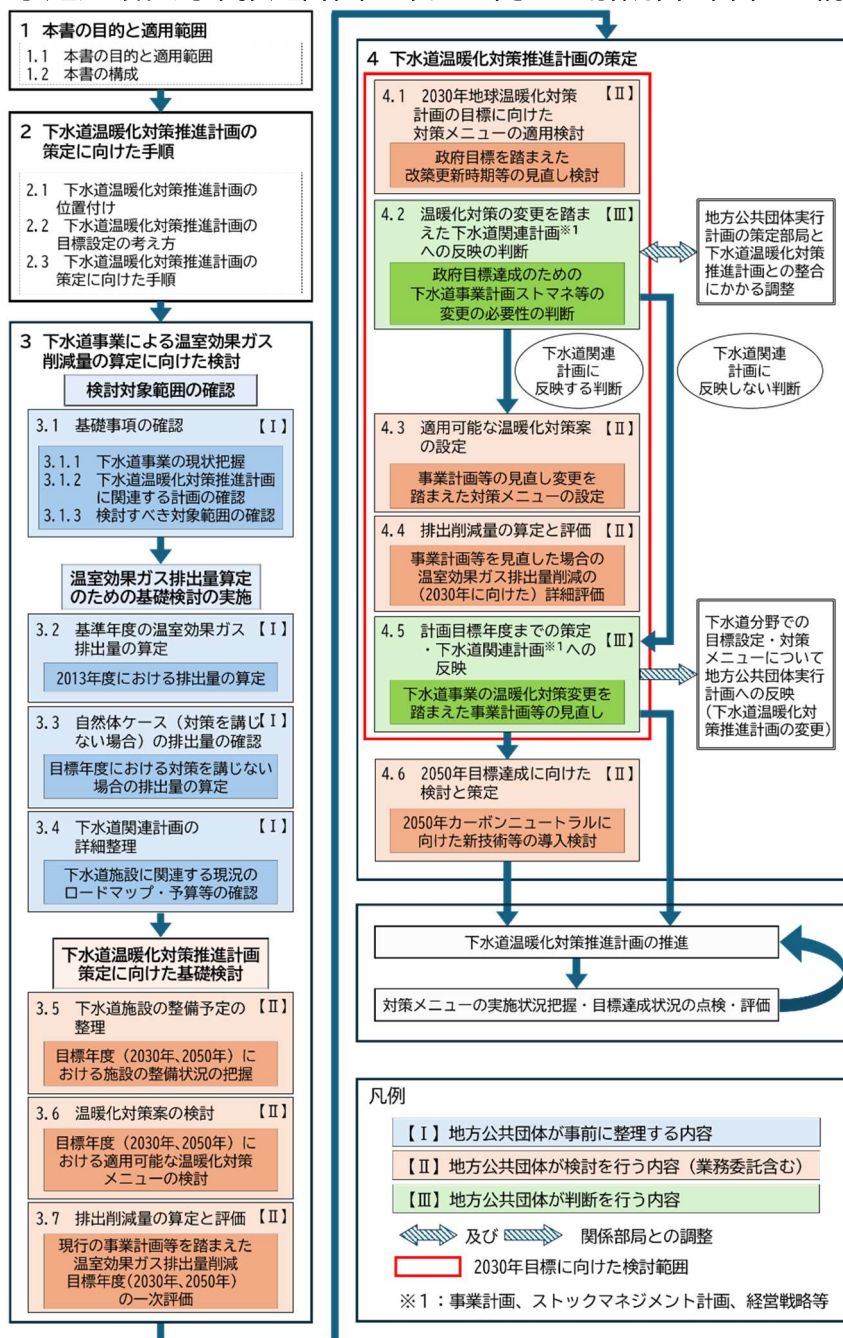 1 本書の目的と適用範囲
1.1 本書の目的と適用範囲
1.2 本書の構成
2 下水道温暖化対策推進計画の
策定に向けた手順
2.1 下水道温暖化対策推進計画の
位置付け
2.2 下水道温暖化対策推進計画の
目標設定の考え方
2.3 下水道温暖化対策推進計画の
策定に向けた手順
3 下水道事業による温室効果ガス
削減量の算定に向けた検討
検討対象範囲の確認
3.1 基礎事項の確認 【Ⅰ】
3.1.1 下水道事業の現状把握
3.1.2 下水道温暖化対策推進計画
に関連する計画の確認
3.1.3 検討すべき対象範囲の確認
温室効果ガス排出量算定
のための基礎検討の実施
3.2 基準年度の温室効果ガス 【Ⅰ】
排出量の算定
2013年度における排出量の算定
3.3 自然体ケース(対策を講じ【Ⅰ】
ない場合)の排出量の確認
目標年度における対策を講じない
場合の排出量の算定
3.4 下水道関連計画の 【Ⅰ】
詳細整理
下水道施設に関連する現況の
ロードマップ・予算等の確認
下水道温暖化対策推進計画
策定に向けた基礎検討
3.5 下水道施設の整備予定の 【Ⅱ】
整理
目標年度(2030年、2050年)に
おける施設の整備状況の把握
3.6 温暖化対策案の検討 【Ⅱ】
目標年度(2030年、2050年)に
おける適用可能な温暖化対策
メニューの検討
3.7 排出削減量の算定と評価 【Ⅱ】
現行の事業計画等を踏まえた
温室効果ガス排出量削減
目標年度(2030年、2050年)
の一次評価
4 下水道温暖化対策推進計画の策定
4.1 2030年地球温暖化対策 【Ⅱ】
計画の目標に向けた
対策メニューの適用検討
政府目標を踏まえた
改築更新時期等の見直し検討
4.2 温暖化対策の変更を踏ま 【Ⅲ】
えた下水道関連計画※1
への反映の判断
政府目標達成のための
下水道事業計画ストマネ等の
変更の必要性の判断
地方公共団体実行
計画の策定部局と
下水道温暖化対策
推進計画との整合
にかかる調整
下水道関連
計画に
反映する判断
下水道関連
計画に
反映しない判断
4.3 適用可能な温暖化対策案 【Ⅱ】
の設定
事業計画等の見直し変更を
踏まえた対策メニューの設定
4.4 排出削減量の算定と評価 【Ⅱ】
事業計画等を見直した場合の
温室効果ガス排出量削減の
(2030年に向けた)詳細評価
4.5 計画目標年度までの策定 【Ⅲ】
・下水道関連計画※1への
反映
下水道事業の温暖化対策変更を
踏まえた事業計画等の見直し
下水道分野での
目標設定・対策
メニューについて
地方公共団体実行
計画への反映
(下水道温暖化対
策推進計画の変更)
4.6 2050年目標達成に向けた 【Ⅱ】
検討と策定
2050年カーボンニュートラルに
向けた新技術等の導入検討
下水道温暖化対策推進計画の推進
対策メニューの実施状況把握・目標達成状況の点検・評価
凡例
【Ⅰ】地方公共団体が事前に整理する内容
【Ⅱ】地方公共団体が検討を行う内容(業務委託含む)
【Ⅲ】地方公共団体が判断を行う内容
及び 関係部局との調整
2030年目標に向けた検討範囲
※1:事業計画、ストックマネジメント計画、経営戦略等